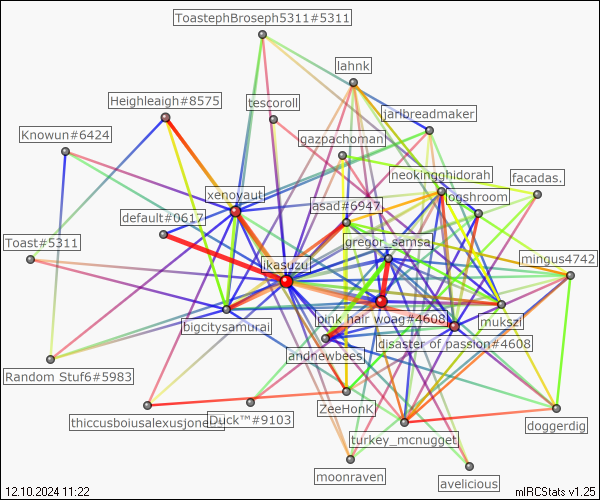 ToastephBroseph5311#5311
lahnk
Heighleigh#8575
tescoroll
jarlbreadmaker
Knowun#6424
gazpachoman
neokingghidorah
facadas.
xenoyaut
logshroom
asad#6947
default#0617
Toast#5311
gregor_samsa
ikasuzu
mingus4742
pink hair woag#4608
mukszi
bigcitysamurai
disaster of passion#4608
andnewbees
Random Stuf6#5983
ZeeHonK
thiccusboiusalexusjones
Duck™#9103
doggerdig
turkey_mcnugget
moonraven
avelicious
12.10.2024 11:22
mIRCStats v1.25